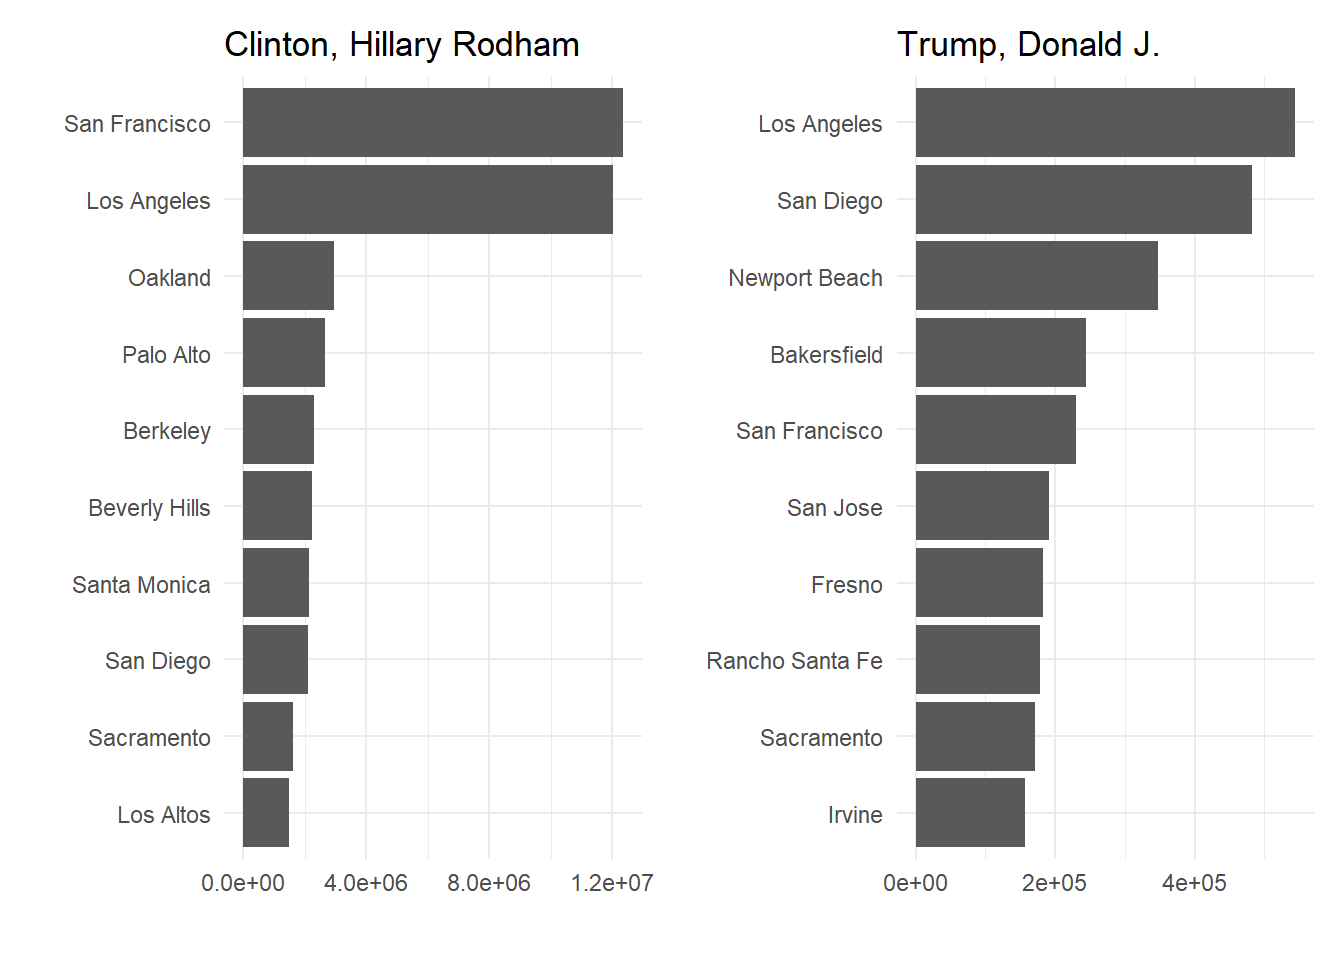 Clinton, Hillary Rodham
San Francisco
Los Angeles
Oakland
Palo Alto
Berkeley
Beverly Hills
Santa Monica
San Diego
Sacramento
Los Altos
0.0e+00 4.0e+06 8.0e+06 1.2e+07
Trump, Donald J.
Los Angeles
San Diego
Newport Beach
Bakersfield
San Francisco
San Jose
Fresno
Rancho Santa Fe
Sacramento
Irvine
0e+00 2e+05 4e+05